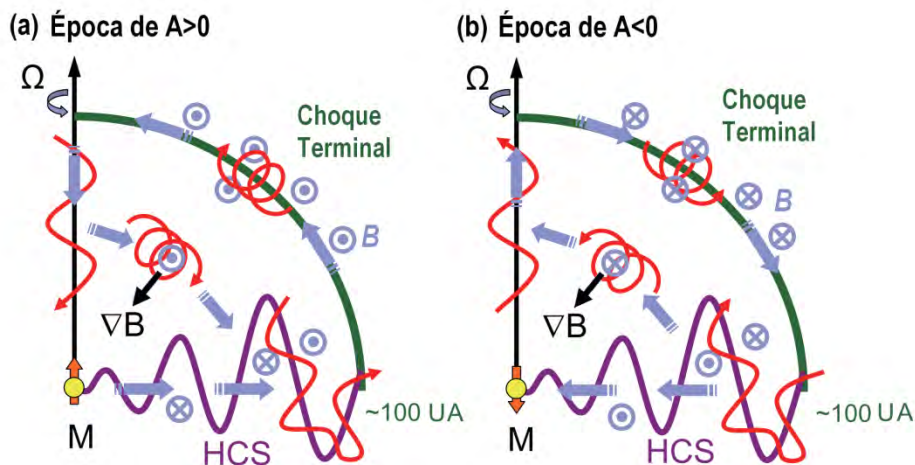 (a) Época de A>0
Ω
Choque
Terminal
B
∇B
M
HCS
~100 UA
(b) Época de A<0
Ω
Choque
Terminal
B
∇B
M
HCS
~100 UA